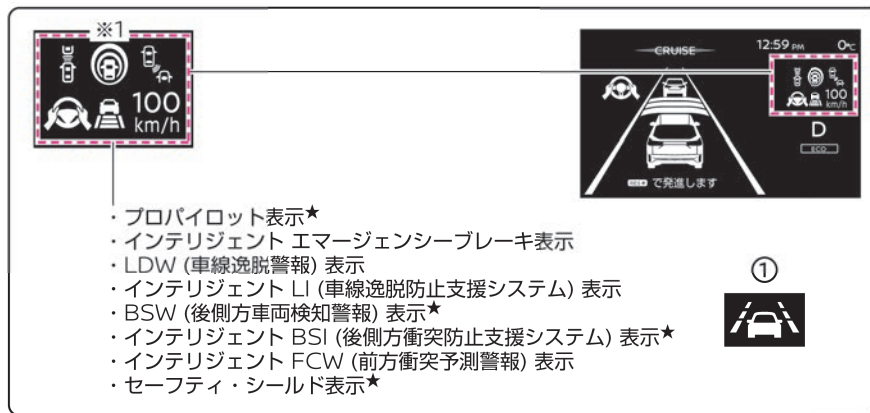 ※1
100
km/h
CRUISE
12:59 PM 0℃
100
km/h
D
ECO
RES+ で発進します
・プロパイロット表示★
・インテリジェント エマージェンシーブレーキ表示
・LDW (車線逸脱警報) 表示
・インテリジェント LI (車線逸脱防止支援システム) 表示
・BSW (後側方車両検知警報) 表示★
・インテリジェント BSI (後側方衝突防止支援システム) 表示★
・インテリジェント FCW (前方衝突予測警報) 表示
・セーフティ・シールド表示★
①